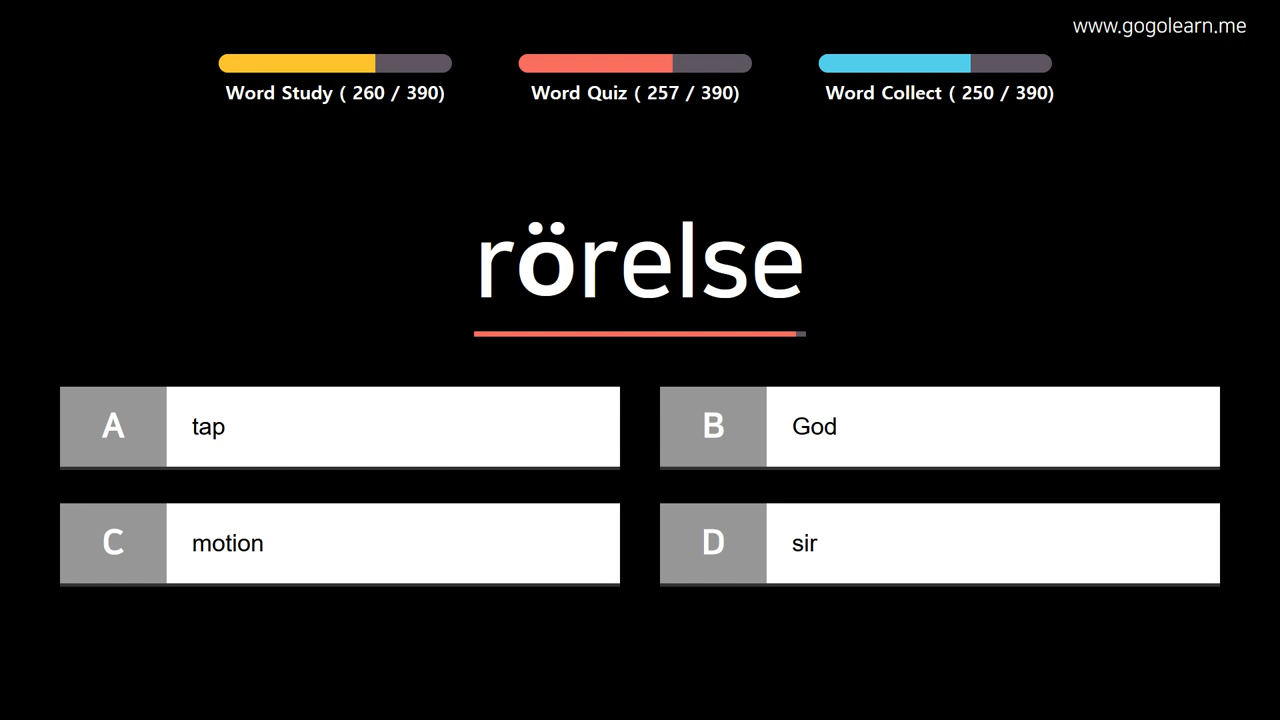 www.gogolearn.me
Word Study ( 260 / 390)
Word Quiz ( 257 / 390)
Word Collect ( 250 / 390)
rörelse
A tap
B God
C motion
D sir